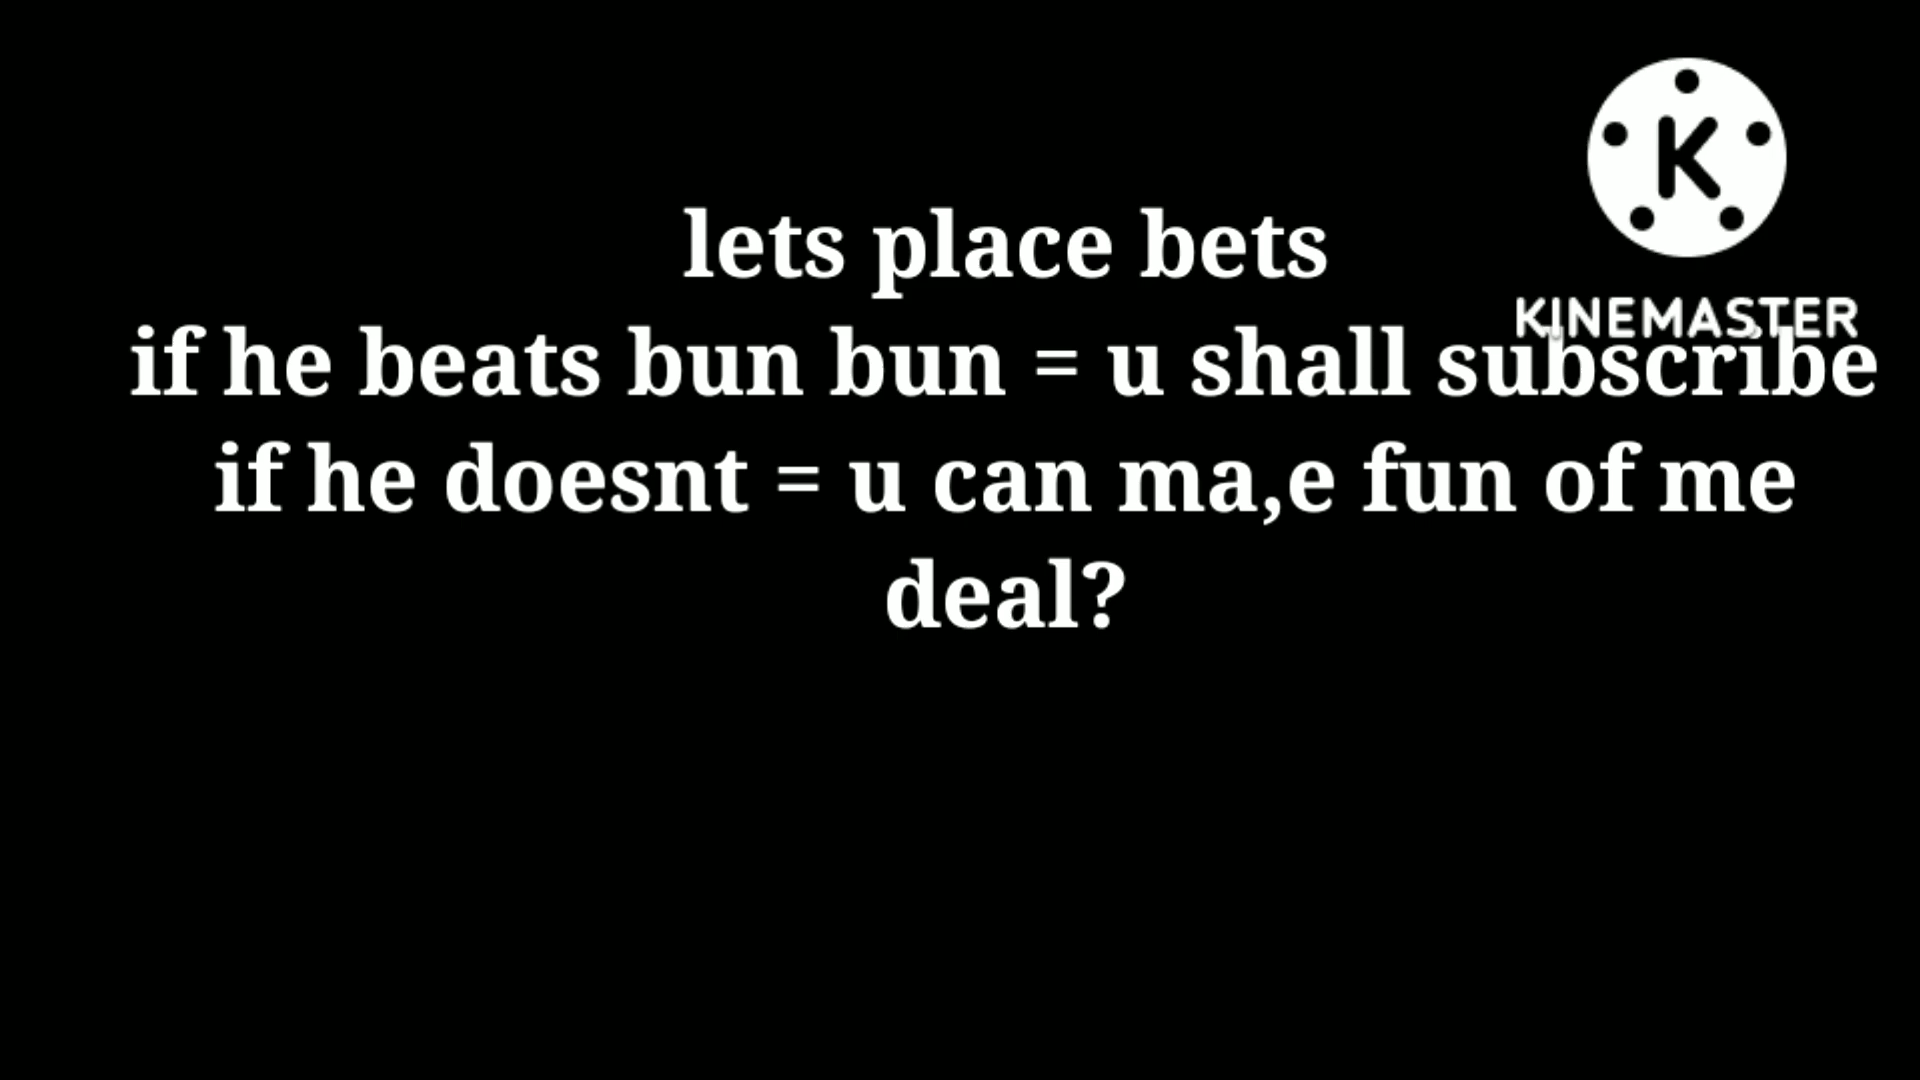 K
KINEMASTER
lets place bets
if he beats bun bun = u shall subscribe
if he doesnt = u can ma,e fun of me
deal?